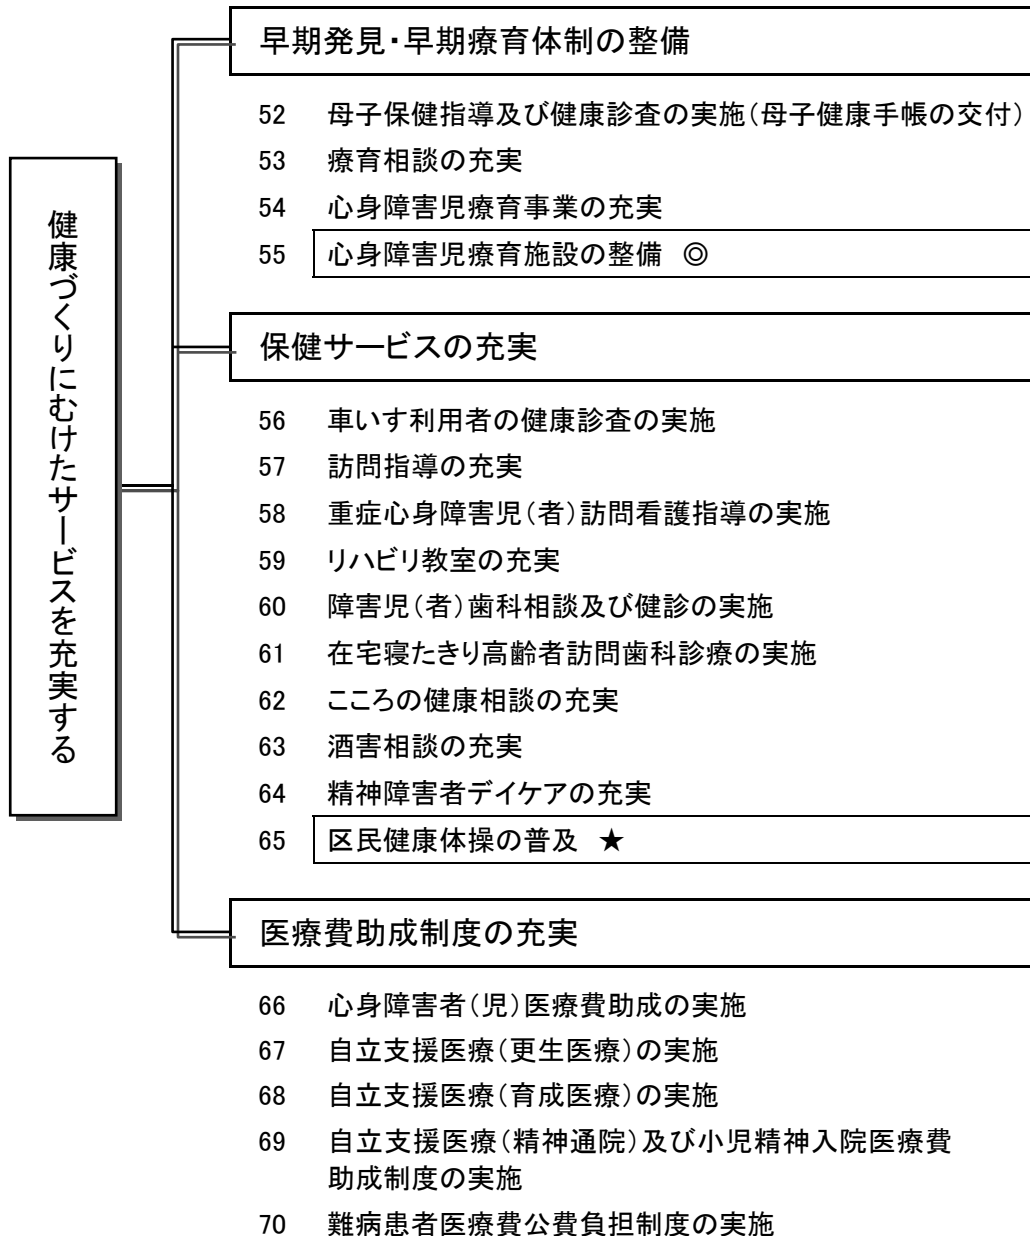 健康づくりにむけたサービスを充実する
早期発見・早期療育体制の整備
52 母子保健指導及び健康診査の実施(母子健康手帳の交付)
53 療育相談の充実
54 心身障害児療育事業の充実
55 心身障害児療育施設の整備 ◎
保健サービスの充実
56 車いす利用者の健康診査の実施
57 訪問指導の充実
58 重症心身障害児(者)訪問看護指導の実施
59 リハビリ教室の充実
60 障害児(者)歯科相談及び健診の実施
61 在宅寝たきり高齢者訪問歯科診療の実施
62 こころの健康相談の充実
63 酒害相談の充実
64 精神障害者デイケアの充実
65 区民健康体操の普及 ★
医療費助成制度の充実
66 心身障害者(児)医療費助成の実施
67 自立支援医療(更生医療)の実施
68 自立支援医療(育成医療)の実施
69 自立支援医療(精神通院)及び小児精神入院医療費
助成制度の実施
70 難病患者医療費公費負担制度の実施